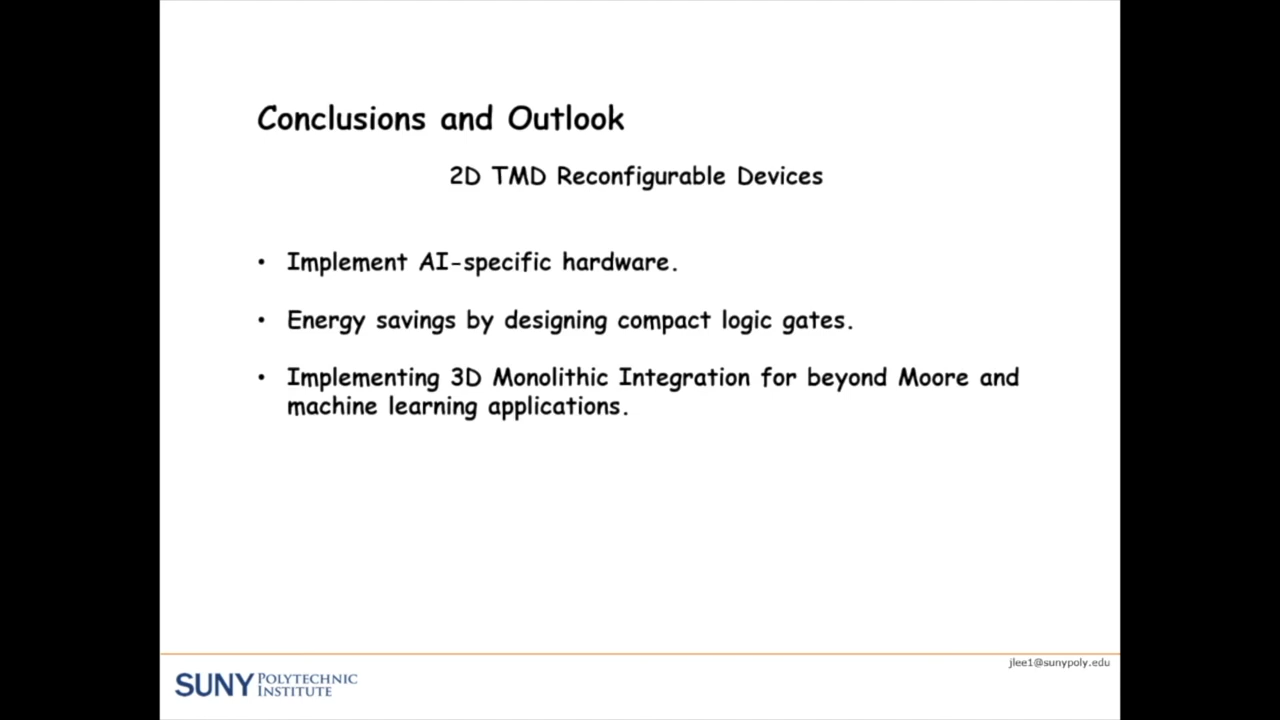 Conclusions and Outlook
2D TMD Reconfigurable Devices
• Implement AI-specific hardware.
• Energy savings by designing compact logic gates.
• Implementing 3D Monolithic Integration for beyond Moore and
machine learning applications.
jlee1@sunypoly.edu
SUNY POLYTECHNIC
INSTITUTE